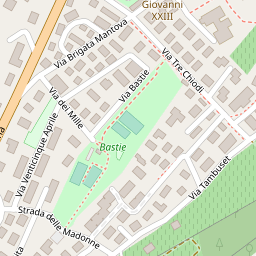 Giovanni
XXIII
Via Brigata Mantova
Via Tre Chiodi
Via Bastie
Via dei Mille
Via Venticinque Aprile
Bastie
Via Tambuset
Strada delle Madonne